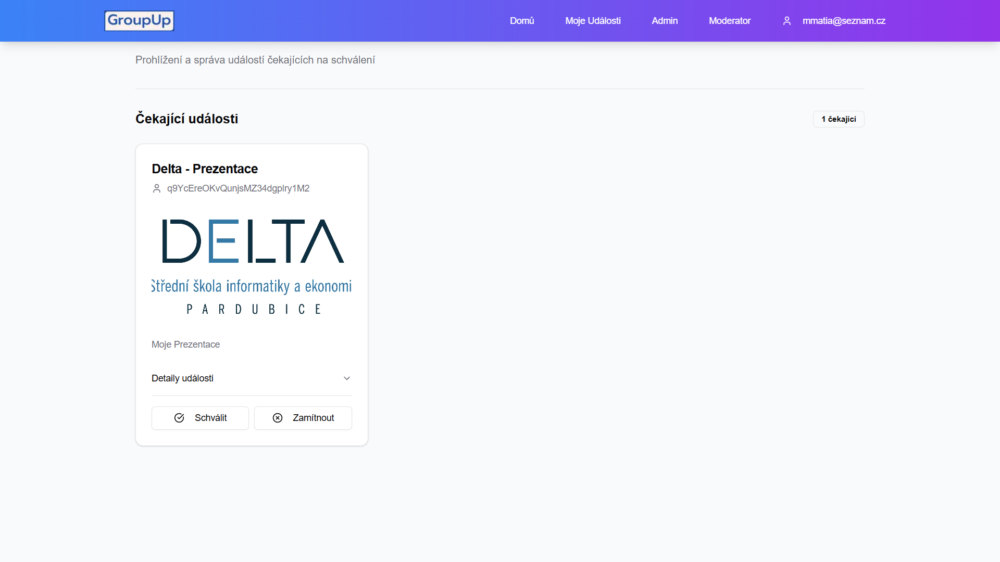 GroupUp
Domů
Moje Události
Admin
Moderator
mmatia@seznam.cz
Prohlížení a správa událostí čekajících na schválení
Čekající události
1 čekající
Delta - Prezentace
q9YcEreOKvQunjsMZ34dgplry1M2
DELTA
Střední škola informatiky a ekonomi
PARDUBICE
Moje Prezentace
Detaily události
Schválit
Zamítnout